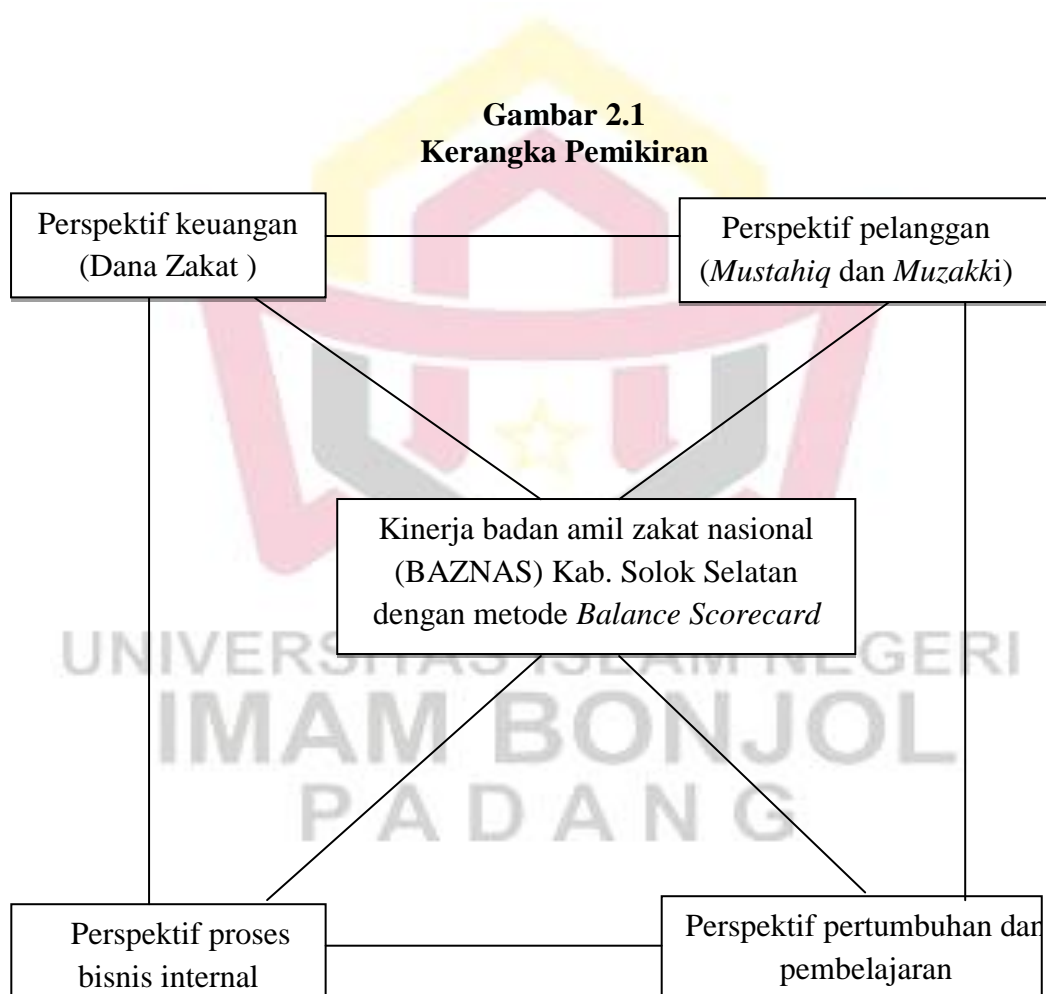 Gambar 2.1
Kerangka Pemikiran
Perspektif keuangan
(Dana Zakat )
Perspektif pelanggan
(Mustahiq dan Muzakki)
Kinerja badan amil zakat nasional
(BAZNAS) Kab. Solok Selatan
dengan metode Balance Scorecard
UNIVERSITAS ISLAM NEGERI
IMAM BONJOL
PADANG
Perspektif proses
bisnis internal
Perspektif pertumbuhan dan
pembelajaran